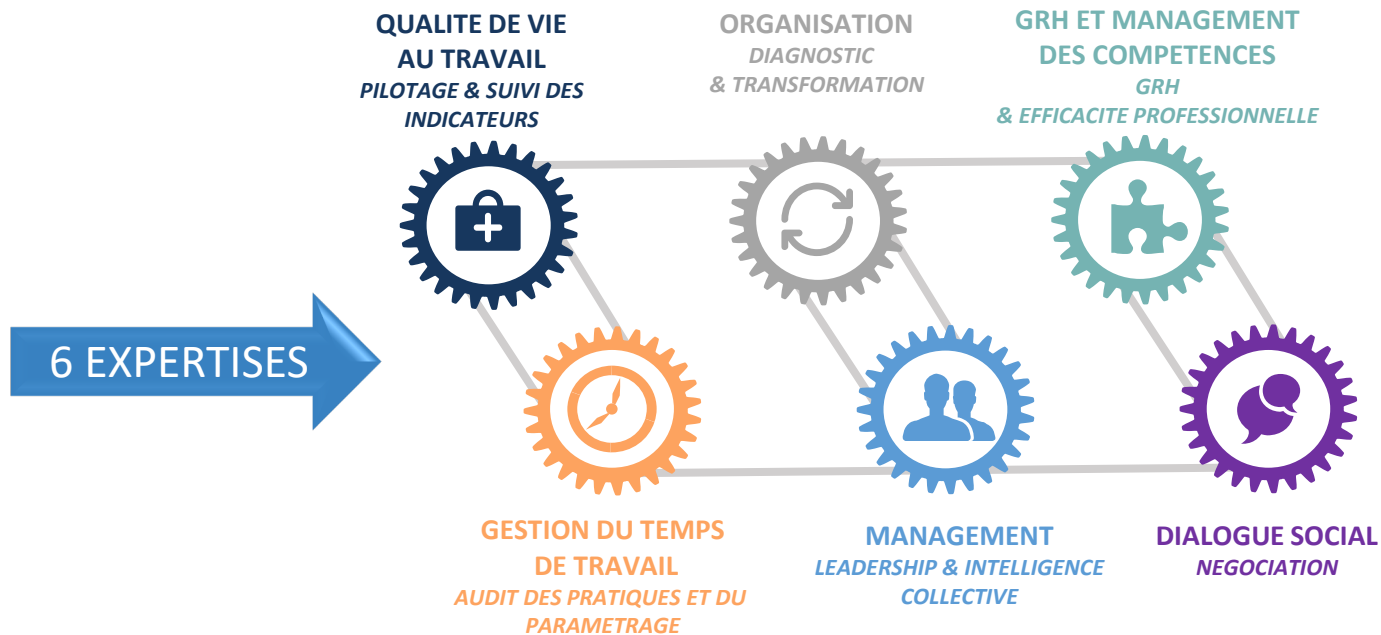 6 EXPERTISES
QUALITE DE VIE
AU TRAVAIL
PILOTAGE & SUIVI DES
INDICATEURS
ORGANISATION
DIAGNOSTIC
& TRANSFORMATION
GRH ET MANAGEMENT
DES COMPETENCES
GRH
& EFFICACITE PROFESSIONNELLE
GESTION DU TEMPS
DE TRAVAIL
AUDIT DES PRATIQUES ET DU
PARAMETRAGE
MANAGEMENT
LEADERSHIP & INTELLIGENCE
COLLECTIVE
DIALOGUE SOCIAL
NEGOCIATION